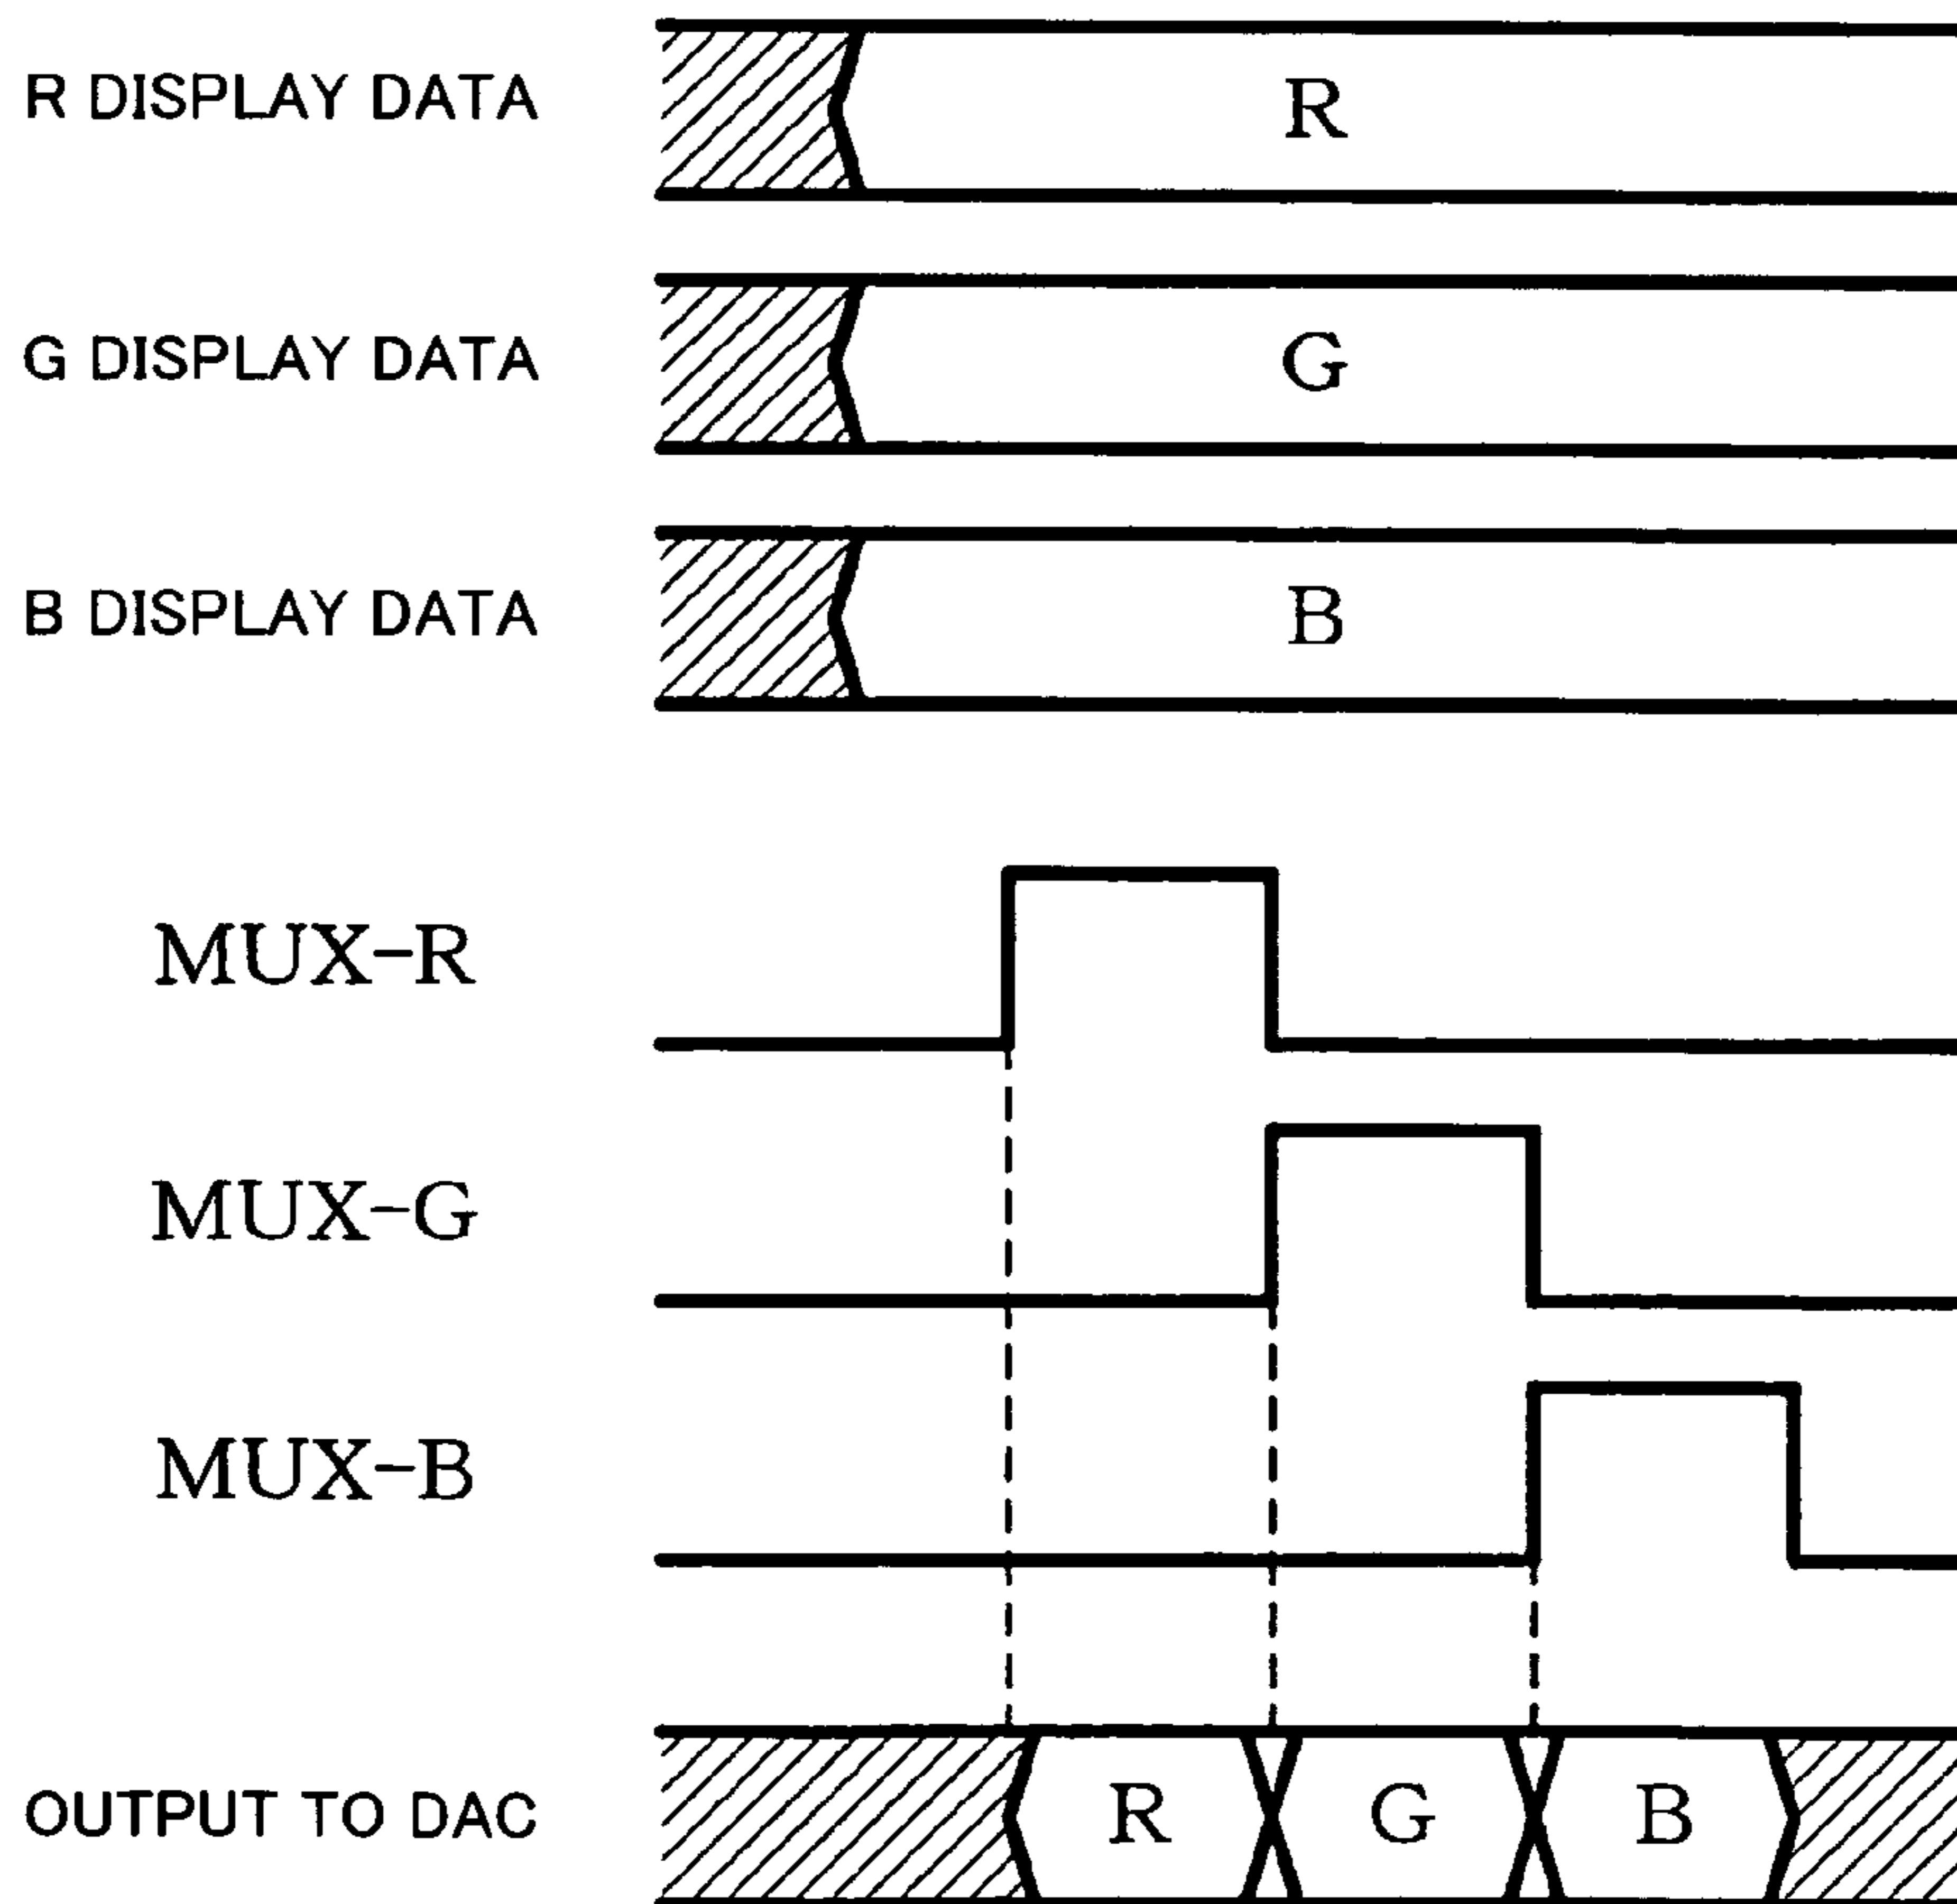 R DISPLAY DATA R
G DISPLAY DATA G
B DISPLAY DATA B
MUX-R
MUX-G
MUX-B
OUTPUT TO DAC R G B